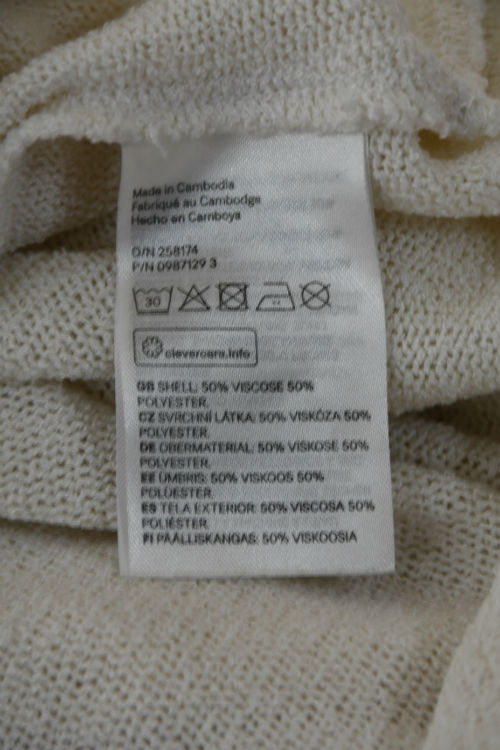 Made in Cambodia
Fabriqué au Cambodge
Hecho en Camboya
O/N 258174
P/N 0987129 3
30
clevercare.info
GB SHELL: 50% VISCOSE 50%
POLYESTER.
CZ SVRCHNÍ LÁTKA: 50% VISKÓZA 50%
POLYESTER.
DE OBERMATERIAL: 50% VISKOSE 50%
POLYESTER.
EE ÜMBRIS: 50% VISKOOS 50%
POLÜESTER.
ES TELA EXTERIOR: 50% VISCOSA 50%
POLIÉSTER.
FI PÄÄLLISKANGAS: 50% VISKOOSIA